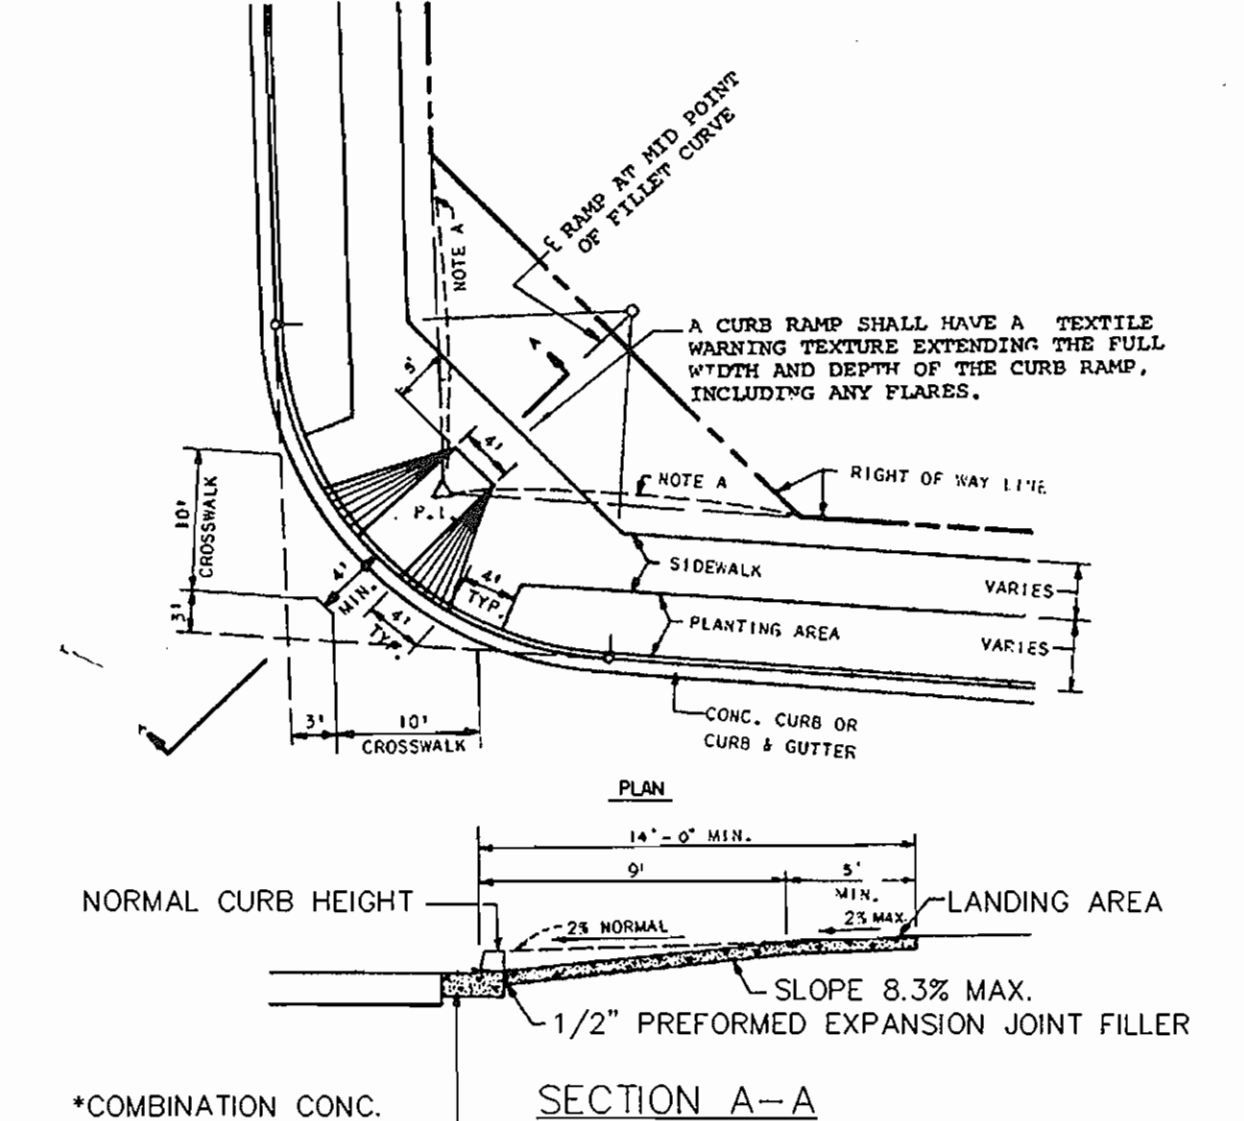 ℄ RAMP AT MID POINT
OF FILLET CURVE
NOTE A
A CURB RAMP SHALL HAVE A TEXTILE
WARNING TEXTURE EXTENDING THE FULL
WIDTH AND DEPTH OF THE CURB RAMP,
INCLUDING ANY FLARES.
A
5'
4'
NOTE A
RIGHT OF WAY LINE
P.I.
10'
CROSSWALK
3'
4'
MIN.
4'
TYP.
4'
TYP.
SIDEWALK
VARIES
PLANTING AREA
VARIES
3'
10'
CROSSWALK
CONC. CURB OR
CURB & GUTTER
PLAN
14'-0" MIN.
9'
5'
MIN.
NORMAL CURB HEIGHT
2% NORMAL
2% MAX.
LANDING AREA
SLOPE 8.3% MAX.
1/2" PREFORMED EXPANSION JOINT FILLER
*COMBINATION CONC.
SECTION A-A